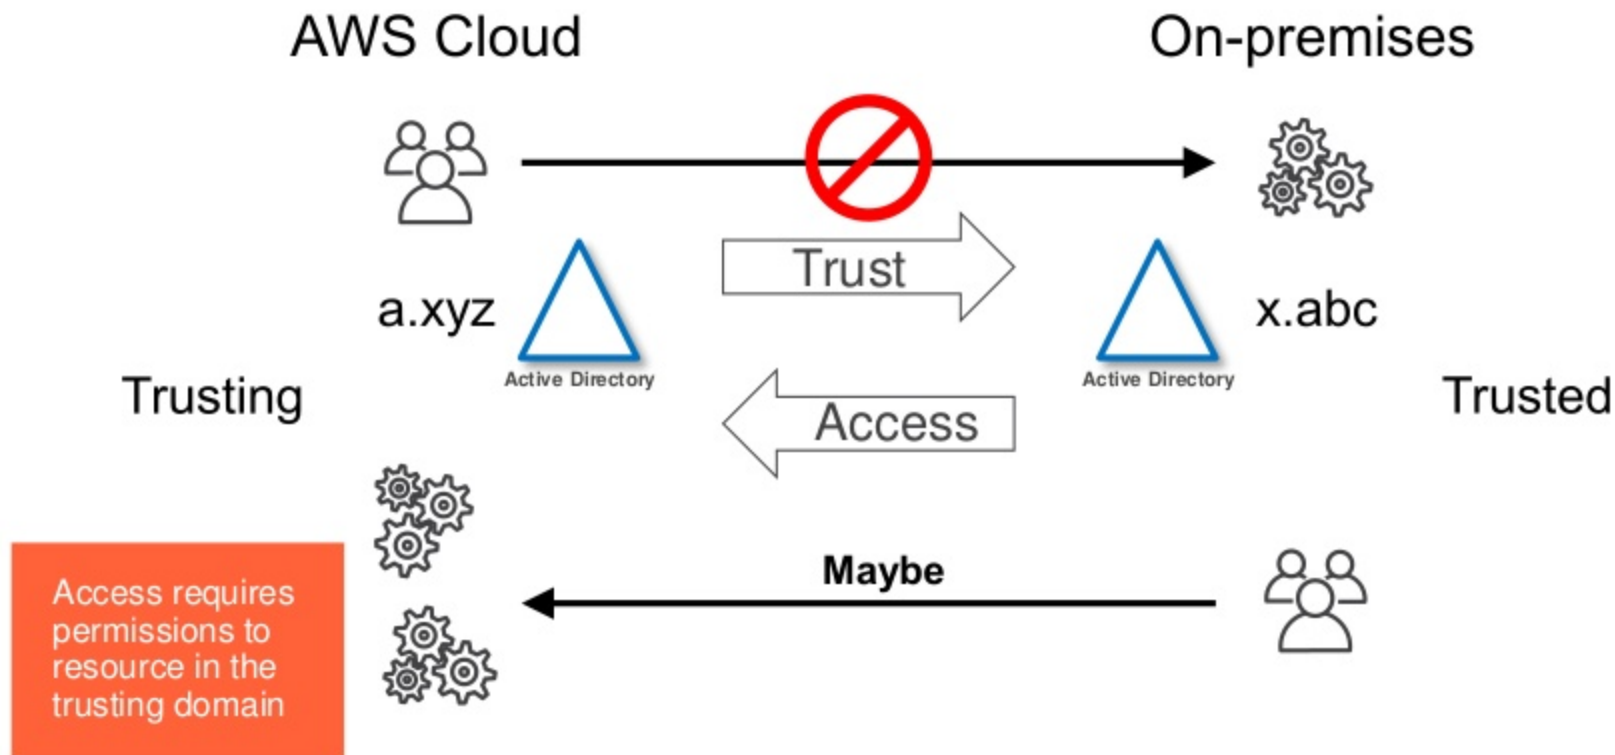 AWS Cloud
On-premises
Trust
a.xyz
x.abc
Active Directory
Active Directory
Trusting
Trusted
Access
Maybe
Access requires
permissions to
resource in the
trusting domain